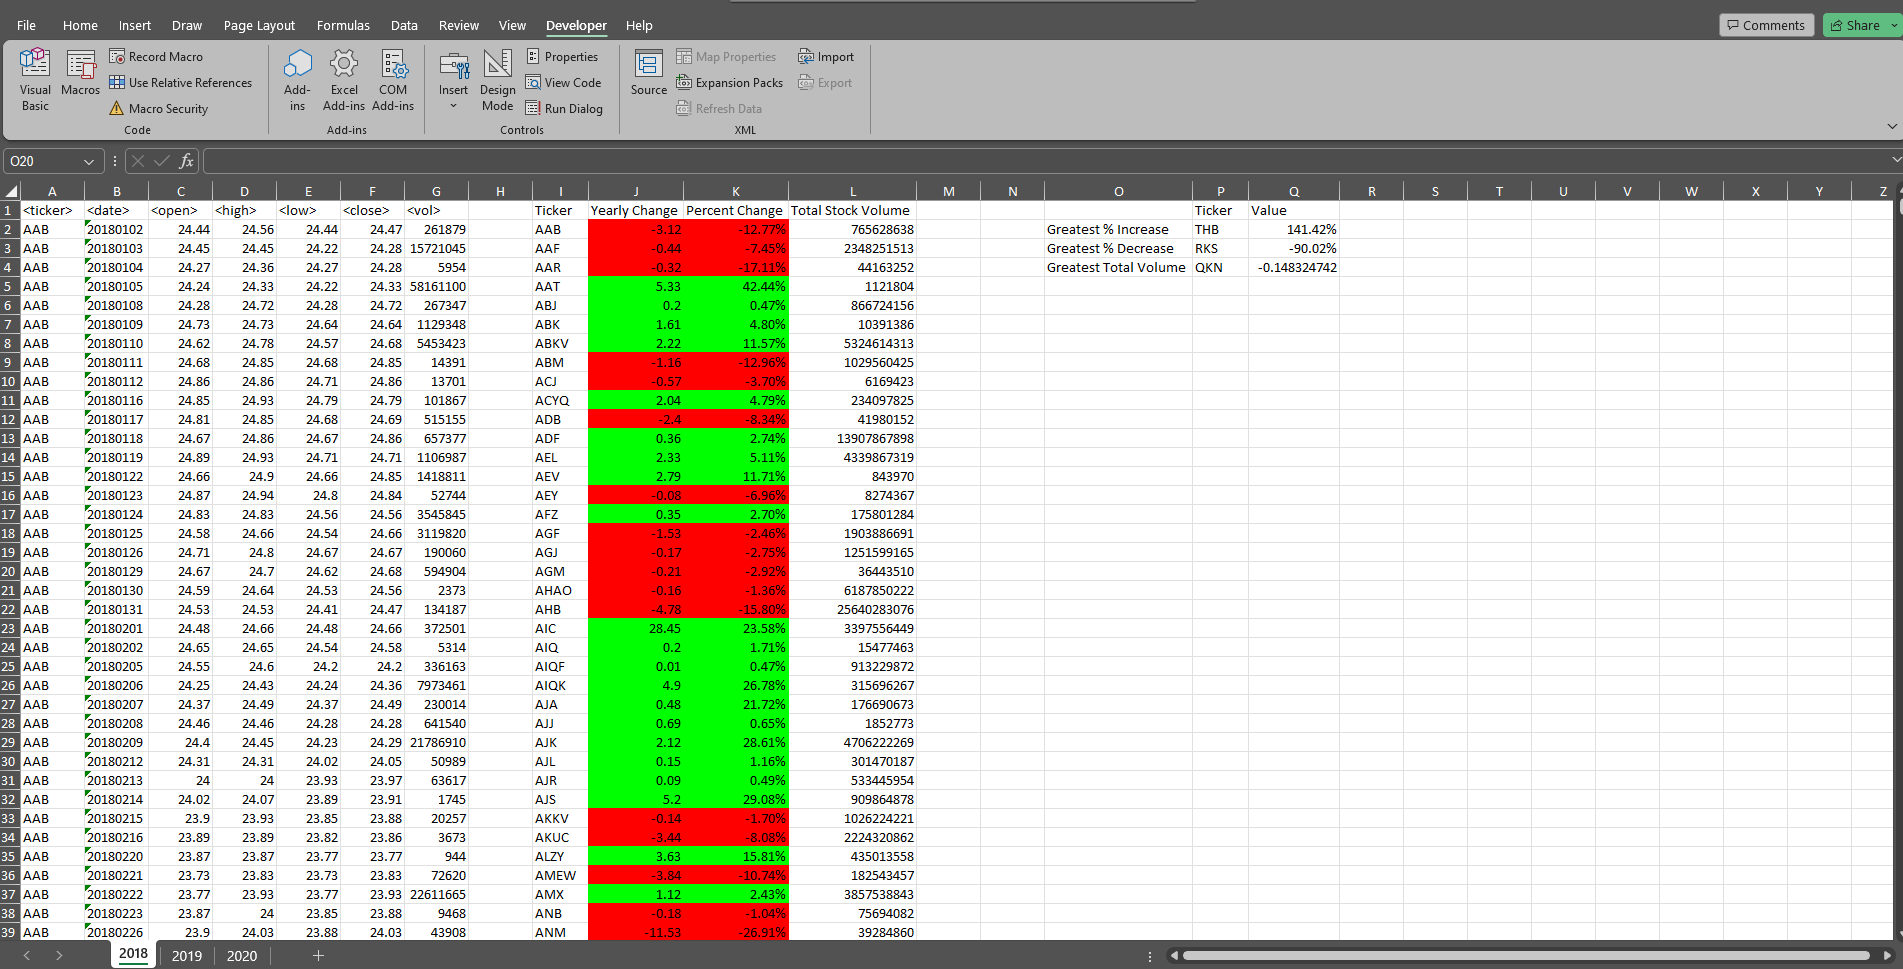 File Home Insert Draw Page Layout Formulas Data Review View Developer Help Comments Share
Visual Basic Macros Record Macro Use Relative References Macro Security Code
Add-ins Excel Add-ins COM Add-ins Add-ins
Insert Design Mode Properties View Code Run Dialog Controls
Source Map Properties Expansion Packs Refresh Data Import Export XML
O20 fx
A B C D E F G H I J K L M N O P Q R S T U V W X Y Z
1 <ticker> <date> <open> <high> <low> <close> <vol> Ticker Yearly Change Percent Change Total Stock Volume Ticker Value
2 AAB 20180102 24.44 24.56 24.44 24.47 261879 AAB -3.12 -12.77% 765628638 Greatest % Increase THB 141.42%
3 AAB 20180103 24.45 24.45 24.22 24.28 15721045 AAF -0.44 -7.45% 2348251513 Greatest % Decrease RKS -90.02%
4 AAB 20180104 24.27 24.36 24.27 24.28 5954 AAR -0.32 -17.11% 44163252 Greatest Total Volume QKN -0.148324742
5 AAB 20180105 24.24 24.33 24.22 24.33 58161100 AAT 5.33 42.44% 1121804
6 AAB 20180108 24.28 24.72 24.28 24.72 267347 ABJ 0.2 0.47% 866724156
7 AAB 20180109 24.73 24.73 24.64 24.64 1129348 ABK 1.61 4.80% 10391386
8 AAB 20180110 24.62 24.78 24.57 24.68 5453423 ABKV 2.22 11.57% 5324614313
9 AAB 20180111 24.68 24.85 24.68 24.85 14391 ABM -1.16 -12.96% 1029560425
10 AAB 20180112 24.86 24.86 24.71 24.86 13701 ACJ -0.57 -3.70% 6169423
11 AAB 20180116 24.85 24.93 24.79 24.79 101867 ACYQ 2.04 4.79% 234097825
12 AAB 20180117 24.81 24.85 24.68 24.69 515155 ADB -2.4 -8.34% 41980152
13 AAB 20180118 24.67 24.86 24.67 24.86 657377 ADF 0.36 2.74% 13907867898
14 AAB 20180119 24.89 24.93 24.71 24.71 1106987 AEL 2.33 5.11% 4339867319
15 AAB 20180122 24.66 24.9 24.66 24.85 1418811 AEV 2.79 11.71% 843970
16 AAB 20180123 24.87 24.94 24.8 24.84 52744 AEY -0.08 -6.96% 8274367
17 AAB 20180124 24.83 24.83 24.56 24.56 3545845 AFZ 0.35 2.70% 175801284
18 AAB 20180125 24.58 24.66 24.54 24.66 3119820 AGF -1.53 -2.46% 1903886691
19 AAB 20180126 24.71 24.8 24.67 24.67 190060 AGJ -0.17 -2.75% 1251599165
20 AAB 20180129 24.67 24.7 24.62 24.68 594904 AGM -0.21 -2.92% 36443510
21 AAB 20180130 24.59 24.64 24.53 24.56 2373 AHAO -0.16 -1.36% 6187850222
22 AAB 20180131 24.53 24.53 24.41 24.47 134187 AHB -4.78 -15.80% 25640283076
23 AAB 20180201 24.48 24.66 24.48 24.66 372501 AIC 28.45 23.58% 3397556449
24 AAB 20180202 24.65 24.65 24.54 24.58 5314 AIQ 0.2 1.71% 15477463
25 AAB 20180205 24.55 24.6 24.2 24.2 336163 AIQF 0.01 0.47% 913229872
26 AAB 20180206 24.25 24.43 24.24 24.36 7973461 AIQK 4.9 26.78% 315696267
27 AAB 20180207 24.37 24.49 24.37 24.49 230014 AJA 0.48 21.72% 176690673
28 AAB 20180208 24.46 24.46 24.28 24.28 641540 AJJ 0.69 0.65% 1852773
29 AAB 20180209 24.4 24.45 24.23 24.29 21786910 AJK 2.12 28.61% 4706222269
30 AAB 20180212 24.31 24.31 24.02 24.05 50989 AJL 0.15 1.16% 301470187
31 AAB 20180213 24 24 23.93 23.97 63617 AJR 0.09 0.49% 533445954
32 AAB 20180214 24.02 24.07 23.89 23.91 1745 AJS 5.2 29.08% 909864878
33 AAB 20180215 23.9 23.93 23.85 23.88 20257 AKKV -0.14 -1.70% 1026224221
34 AAB 20180216 23.89 23.89 23.82 23.86 3673 AKUC -3.44 -8.08% 2224320862
35 AAB 20180220 23.87 23.87 23.77 23.77 944 ALZY 3.63 15.81% 435013558
36 AAB 20180221 23.73 23.83 23.73 23.83 72620 AMEW -3.84 -10.74% 182543457
37 AAB 20180222 23.77 23.93 23.77 23.93 22611665 AMX 1.12 2.43% 3857538843
38 AAB 20180223 23.87 24 23.85 23.88 9468 ANB -0.18 -1.04% 75694082
39 AAB 20180226 23.9 24.03 23.88 24.03 43908 ANM -11.53 -26.91% 39284860
2018 2019 2020